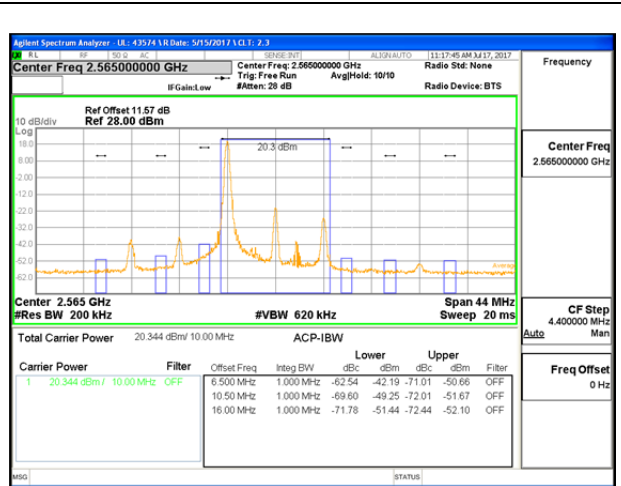 Agilent Spectrum Analyzer - UL: 43574 \ R Date: 5/15/2017 \ CLT: 2.3
RL RF 50 Ω AC SENSE:INT ALIGN AUTO 11:17:45 AM Jul 17, 2017
Center Freq 2.565000000 GHz Center Freq: 2.565000000 GHz Radio Std: None
Trig: Free Run Avg|Hold: 10/10
IFGain:Low #Atten: 28 dB Radio Device: BTS
Frequency
Ref Offset 11.57 dB
10 dB/div Ref 28.00 dBm
Log
18.0
20.3 dBm
8.00
-2.00
-12.0
-22.0
-32.0
-42.0
-52.0
Average
-62.0
Center 2.565 GHz Span 44 MHz
#Res BW 200 kHz #VBW 620 kHz Sweep 20 ms
Total Carrier Power 20.344 dBm/ 10.00 MHz ACP-IBW
Lower Upper
Carrier Power Filter Offset Freq Integ BW dBc dBm dBc dBm Filter
1 20.344 dBm / 10.00 MHz OFF 6.500 MHz 1.000 MHz -62.54 -42.19 -71.01 -50.66 OFF
10.50 MHz 1.000 MHz -69.60 -49.25 -72.01 -51.67 OFF
16.00 MHz 1.000 MHz -71.78 -51.44 -72.44 -52.10 OFF
Center Freq
2.565000000 GHz
CF Step
4.400000 MHz
Auto Man
Freq Offset
0 Hz
MSG STATUS